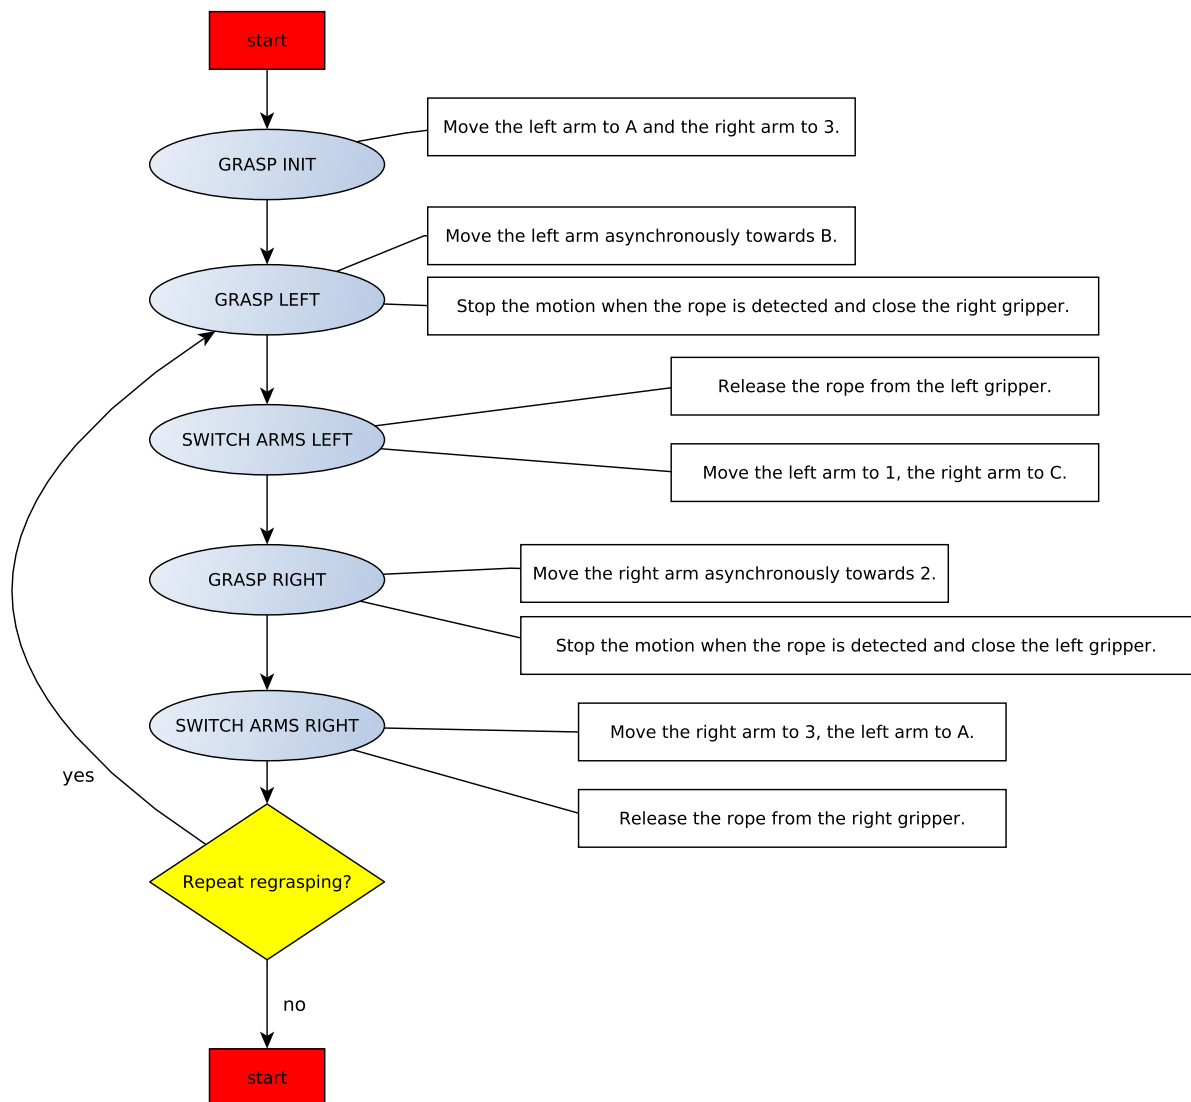 start
Move the left arm to A and the right arm to 3.
GRASP INIT
Move the left arm asynchronously towards B.
GRASP LEFT
Stop the motion when the rope is detected and close the right gripper.
Release the rope from the left gripper.
SWITCH ARMS LEFT
Move the left arm to 1, the right arm to C.
GRASP RIGHT
Move the right arm asynchronously towards 2.
Stop the motion when the rope is detected and close the left gripper.
SWITCH ARMS RIGHT
Move the right arm to 3, the left arm to A.
yes
Release the rope from the right gripper.
Repeat regrasping?
no
start